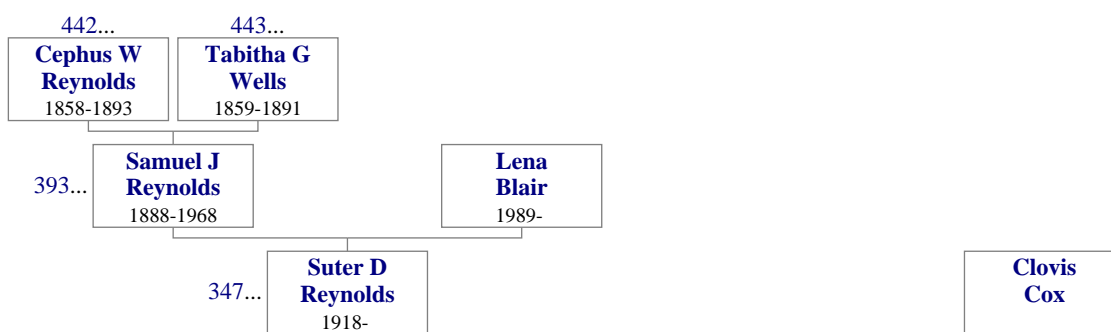 442... 443...
Cephus W Tabitha G
Reynolds Wells
1858-1893 1859-1891
Samuel J Lena
393... Reynolds Blair
1888-1968 1989-
Suter D Clovis
347... Reynolds Cox
1918-